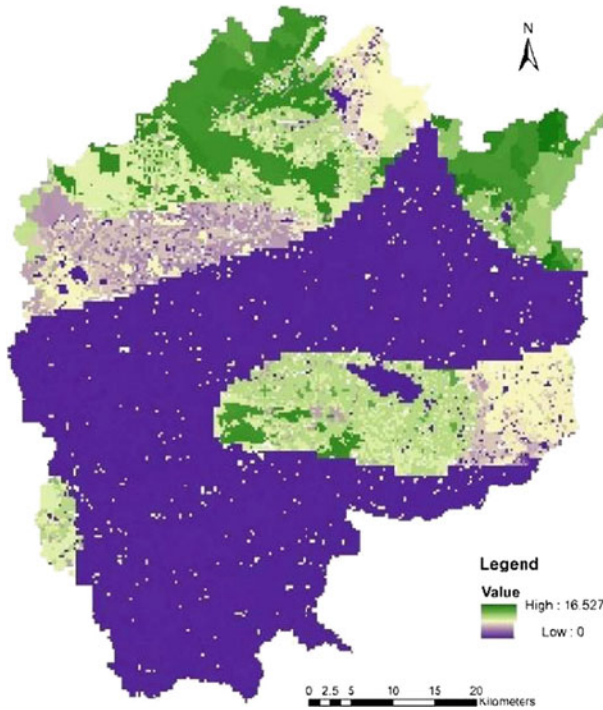 N
Legend
Value
High : 16.527
Low : 0
0 2.5 5 10 15 20
Kilometers